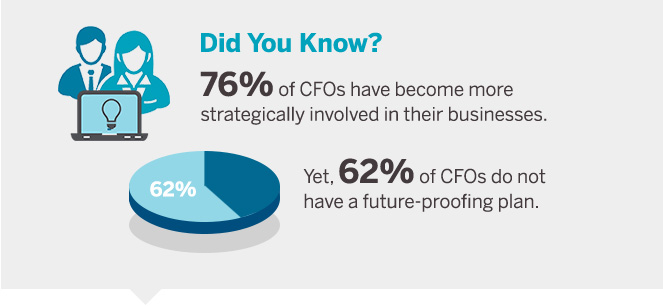 Did You Know?
76% of CFOs have become more
strategically involved in their businesses.
62%
Yet, 62% of CFOs do not
have a future-proofing plan.